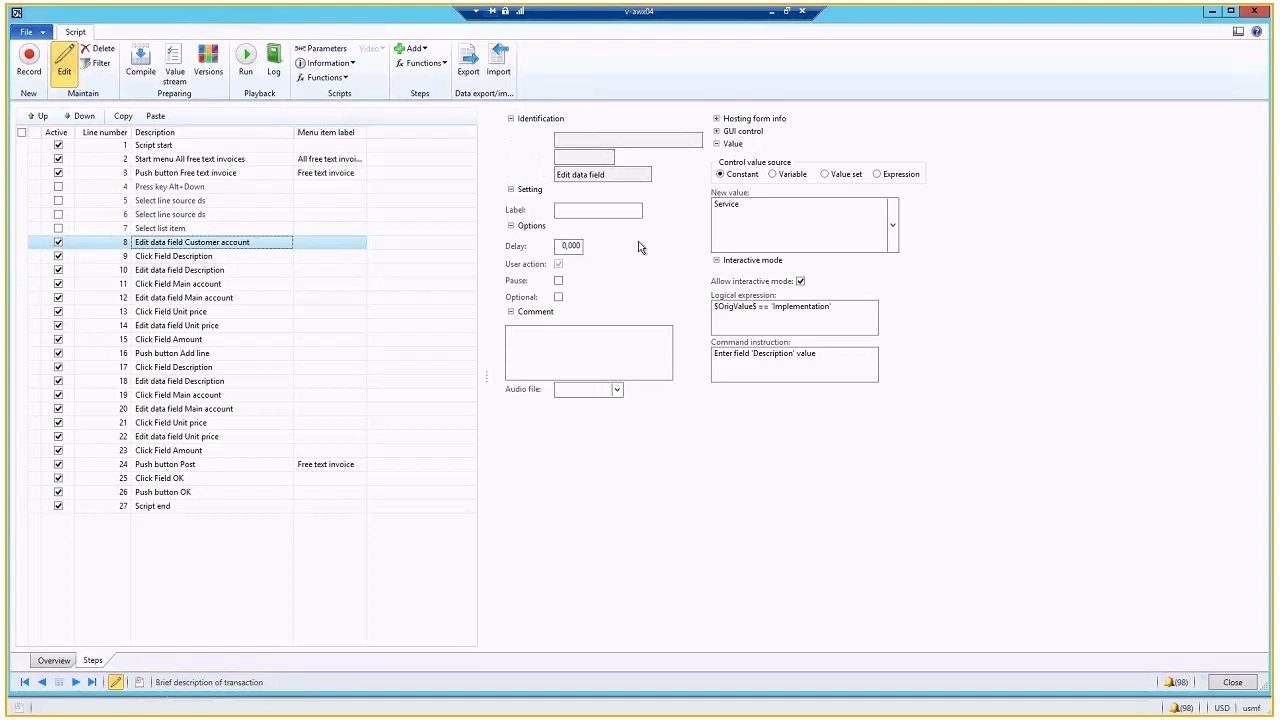 v-awx04
File
Script
Record
Edit
Delete
Filter
Compile
Value stream
Versions
Run
Log
Parameters
Video
Information
Functions
Add
Functions
Export
Import
New
Maintain
Preparing
Playback
Scripts
Steps
Data export/im...
Up
Down
Copy
Paste
Active Line number Description Menu item label
1 Script start
2 Start menu All free text invoices All free text invoi...
3 Push button Free text invoice Free text invoice
4 Press key Alt+Down
5 Select line source ds
6 Select line source ds
7 Select list item
8 Edit data field Customer account
9 Click Field Description
10 Edit data field Description
11 Click Field Main account
12 Edit data field Main account
13 Click Field Unit price
14 Edit data field Unit price
15 Click Field Amount
16 Push button Add line
17 Click Field Description
18 Edit data field Description
19 Click Field Main account
20 Edit data field Main account
21 Click Field Unit price
22 Edit data field Unit price
23 Click Field Amount
24 Push button Post Free text invoice
25 Click Field OK
26 Push button OK
27 Script end
Identification
Edit data field
Setting
Label:
Options
Delay: 0,000
User action:
Pause:
Optional:
Comment
Audio file:
Hosting form info
GUI control
Value
Control value source
Constant Variable Value set Expression
New value:
Service
Interactive mode
Allow interactive mode:
Logical expression:
$OrigValue$ == 'Implementation'
Command instruction:
Enter field 'Description' value
Overview Steps
Brief description of transaction
(98)
Close
(98) USD usmf